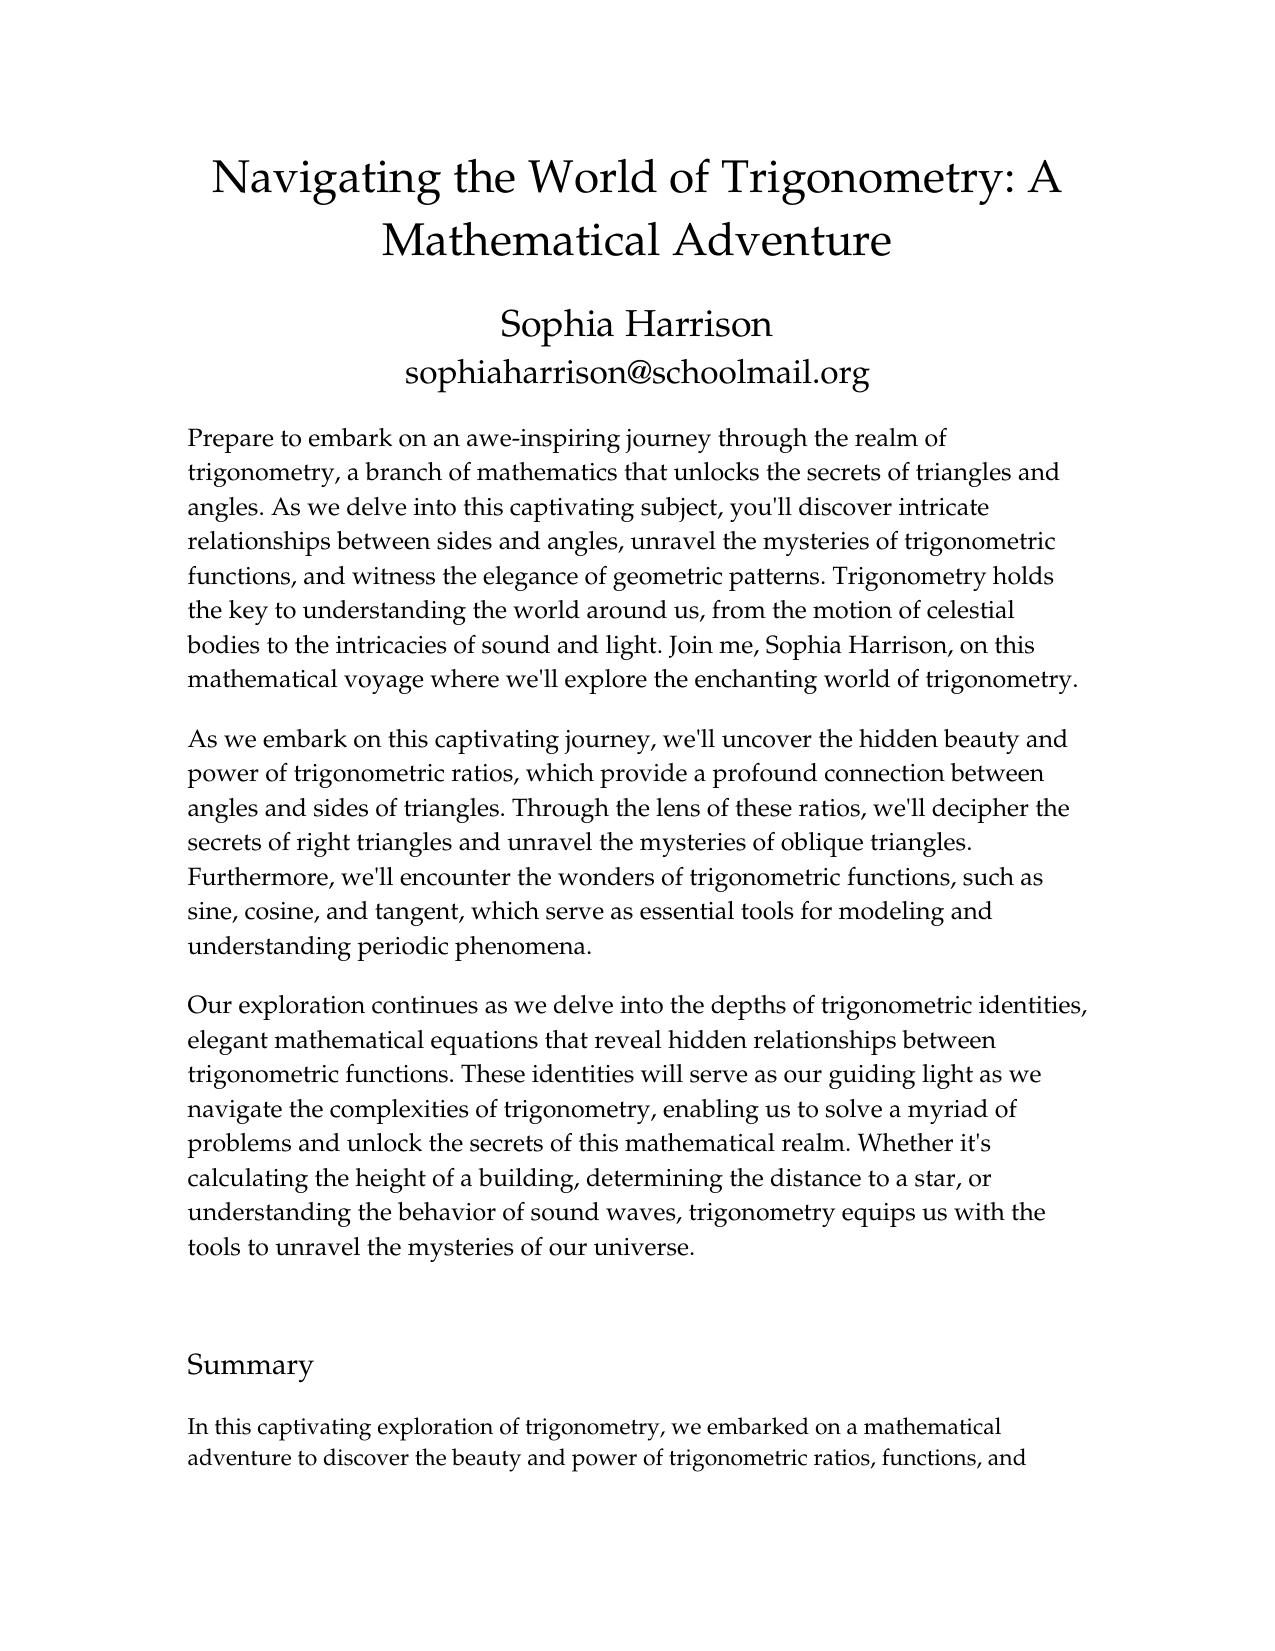 Navigating the World of Trigonometry: A
Mathematical Adventure
Sophia Harrison
sophiaharrison@schoolmail.org
Prepare to embark on an awe-inspiring journey through the realm of
trigonometry, a branch of mathematics that unlocks the secrets of triangles and
angles. As we delve into this captivating subject, you'll discover intricate
relationships between sides and angles, unravel the mysteries of trigonometric
functions, and witness the elegance of geometric patterns. Trigonometry holds
the key to understanding the world around us, from the motion of celestial
bodies to the intricacies of sound and light. Join me, Sophia Harrison, on this
mathematical voyage where we'll explore the enchanting world of trigonometry.
As we embark on this captivating journey, we'll uncover the hidden beauty and
power of trigonometric ratios, which provide a profound connection between
angles and sides of triangles. Through the lens of these ratios, we'll decipher the
secrets of right triangles and unravel the mysteries of oblique triangles.
Furthermore, we'll encounter the wonders of trigonometric functions, such as
sine, cosine, and tangent, which serve as essential tools for modeling and
understanding periodic phenomena.
Our exploration continues as we delve into the depths of trigonometric identities,
elegant mathematical equations that reveal hidden relationships between
trigonometric functions. These identities will serve as our guiding light as we
navigate the complexities of trigonometry, enabling us to solve a myriad of
problems and unlock the secrets of this mathematical realm. Whether it's
calculating the height of a building, determining the distance to a star, or
understanding the behavior of sound waves, trigonometry equips us with the
tools to unravel the mysteries of our universe.
Summary
In this captivating exploration of trigonometry, we embarked on a mathematical
adventure to discover the beauty and power of trigonometric ratios, functions, and